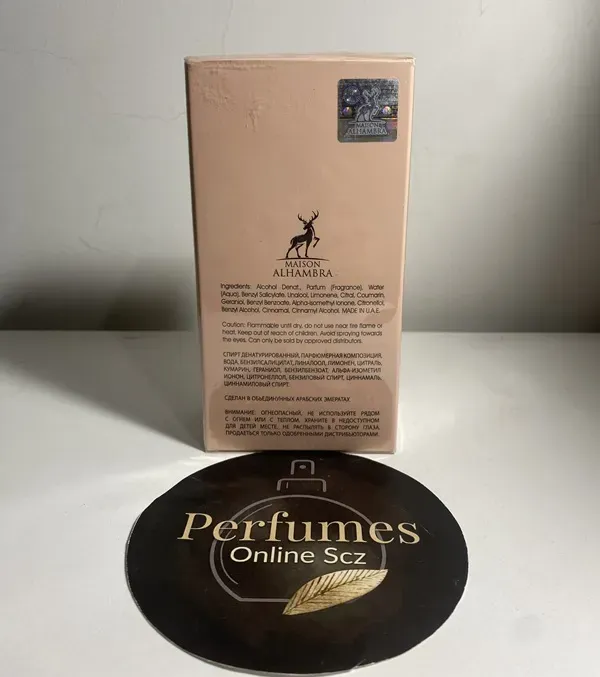 MAISON
ALHAMBRA
MAISON
ALHAMBRA
Ingredients: Alcohol Denat., Parfum (Fragrance), Water
(Aqua), Benzyl Salicylate, Linalool, Limonene, Citral, Coumarin,
Geraniol, Benzyl Benzoate, Alpha-Isomethyl Ionone, Citronellol,
Benzyl Alcohol, Cinnamal, Cinnamyl Alcohol. MADE IN U.A.E.
Caution: Flammable until dry, do not use near fire flame or
heat. Keep out of reach of children. Avoid spraying towards
the eyes. Can only be sold by approved distributors.
СПИРТ ДЕНАТУРИРОВАННЫЙ, ПАРФЮМЕРНАЯ КОМПОЗИЦИЯ,
ВОДА, БЕНЗИЛСАЛИЦИЛАТ, ЛИНАЛООЛ, ЛИМОНЕН, ЦИТРАЛЬ,
КУМАРИН, ГЕРАНИОЛ, БЕНЗИЛБЕНЗОАТ, АЛЬФА-ИЗОМЕТИЛ
ИОНОН, ЦИТРОНЕЛЛОЛ, БЕНЗИЛОВЫЙ СПИРТ, ЦИННАМАЛЬ,
ЦИННАМИЛОВЫЙ СПИРТ.
СДЕЛАН В ОБЪЕДИНУННЫХ АРАБСКИХ ЭМЕРАТАХ
ВНИМАНИЕ: ОГНЕОПАСНЫЙ, НЕ ИСПОЛЬЗУЙТЕ РЯДОМ
С ОГНЕМ ИЛИ С ТЕПЛОМ, ХРАНИТЕ В НЕДОСТУПНОМ
ДЛЯ ДЕТЕЙ МЕСТЕ, НЕ РАСПЫЛЯТЬ В СТОРОНУ ГЛАЗА,
ПРОДАЕТЬСЯ ТОЛЬКО ОДОБРЕННЫМИ ДИСТРИБЬЮТОРАМИ.
Perfumes
Online Scz